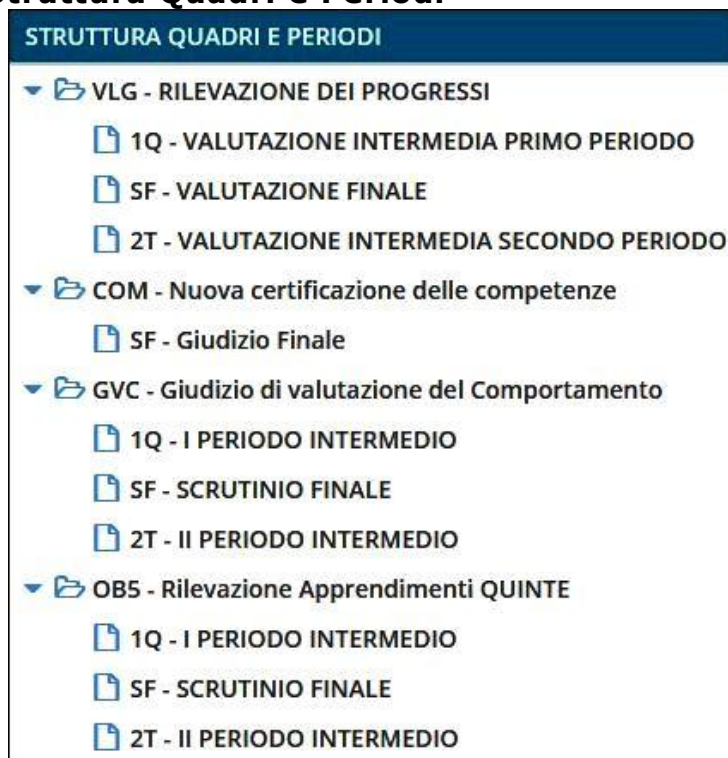 Struttura Quadri e Periodi
STRUTTURA QUADRI E PERIODI
VLG - RILEVAZIONE DEI PROGRESSI
1Q - VALUTAZIONE INTERMEDIA PRIMO PERIODO
SF - VALUTAZIONE FINALE
2T - VALUTAZIONE INTERMEDIA SECONDO PERIODO
COM - Nuova certificazione delle competenze
SF - Giudizio Finale
GVC - Giudizio di valutazione del Comportamento
1Q - I PERIODO INTERMEDIO
SF - SCRUTINIO FINALE
2T - II PERIODO INTERMEDIO
OB5 - Rilevazione Apprendimenti QUINTE
1Q - I PERIODO INTERMEDIO
SF - SCRUTINIO FINALE
2T - II PERIODO INTERMEDIO